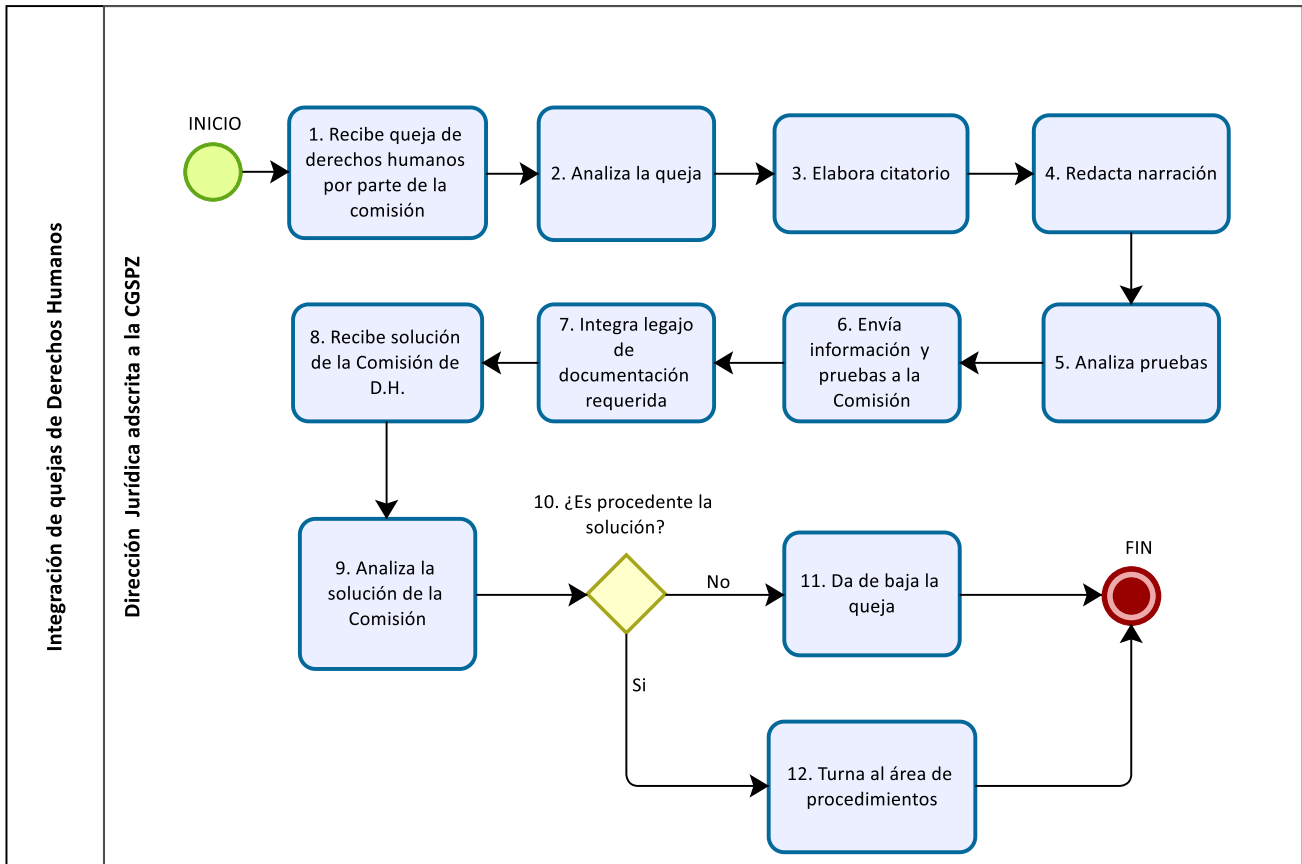 Integración de quejas de Derechos Humanos
Dirección Jurídica adscrita a la CGSPZ
INICIO
1. Recibe queja de
derechos humanos
por parte de la
comisión
2. Analiza la queja
3. Elabora citatorio
4. Redacta narración
5. Analiza pruebas
6. Envía
información y
pruebas a la
Comisión
7. Integra legajo
de
documentación
requerida
8. Recibe solución
de la Comisión de
D.H.
9. Analiza la
solución de la
Comisión
10. ¿Es procedente la
solución?
No
11. Da de baja la
queja
FIN
Si
12. Turna al área de
procedimientos